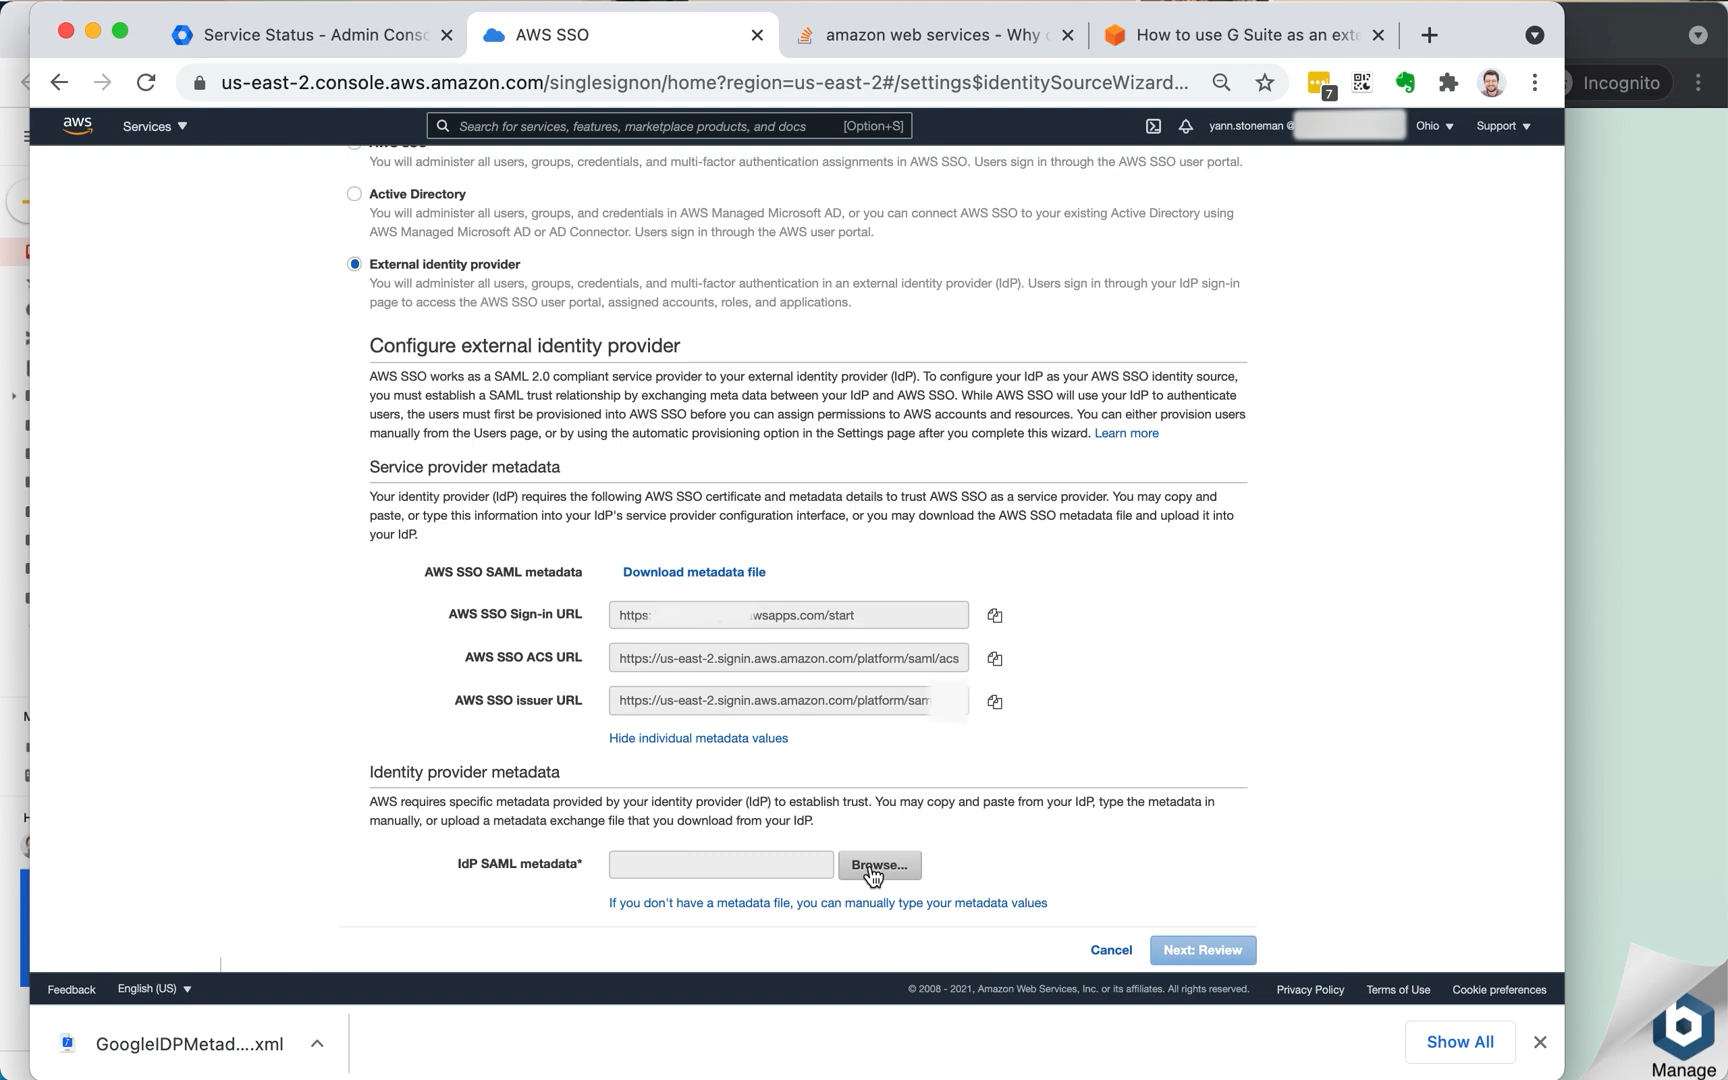 Service Status - Admin Conso
AWS SSO
amazon web services - Why
How to use G Suite as an exte
us-east-2.console.aws.amazon.com/singlesignon/home?region=us-east-2#/settings$identitySourceWizard...
7
Incognito
aws
Services
Search for services, features, marketplace products, and docs
[Option+S]
yann.stoneman @
Ohio
Support
AWS SSO
You will administer all users, groups, credentials, and multi-factor authentication assignments in AWS SSO. Users sign in through the AWS SSO user portal.
Active Directory
You will administer all users, groups, and credentials in AWS Managed Microsoft AD, or you can connect AWS SSO to your existing Active Directory using
AWS Managed Microsoft AD or AD Connector. Users sign in through the AWS user portal.
External identity provider
You will administer all users, groups, credentials, and multi-factor authentication in an external identity provider (IdP). Users sign in through your IdP sign-in
page to access the AWS SSO user portal, assigned accounts, roles, and applications.
Configure external identity provider
AWS SSO works as a SAML 2.0 compliant service provider to your external identity provider (IdP). To configure your IdP as your AWS SSO identity source,
you must establish a SAML trust relationship by exchanging meta data between your IdP and AWS SSO. While AWS SSO will use your IdP to authenticate
users, the users must first be provisioned into AWS SSO before you can assign permissions to AWS accounts and resources. You can either provision users
manually from the Users page, or by using the automatic provisioning option in the Settings page after you complete this wizard. Learn more
Service provider metadata
Your identity provider (IdP) requires the following AWS SSO certificate and metadata details to trust AWS SSO as a service provider. You may copy and
paste, or type this information into your IdP's service provider configuration interface, or you may download the AWS SSO metadata file and upload it into
your IdP.
AWS SSO SAML metadata
Download metadata file
AWS SSO Sign-in URL
https: wsapps.com/start
AWS SSO ACS URL
https://us-east-2.signin.aws.amazon.com/platform/saml/acs
AWS SSO issuer URL
https://us-east-2.signin.aws.amazon.com/platform/sam
Hide individual metadata values
Identity provider metadata
AWS requires specific metadata provided by your identity provider (IdP) to establish trust. You may copy and paste from your IdP, type the metadata in
manually, or upload a metadata exchange file that you download from your IdP.
IdP SAML metadata*
Browse...
If you don't have a metadata file, you can manually type your metadata values
Cancel
Next: Review
Feedback
English (US)
© 2008 - 2021, Amazon Web Services, Inc. or its affiliates. All rights reserved.
Privacy Policy
Terms of Use
Cookie preferences
GoogleIDPMetad....xml
Show All
Manage